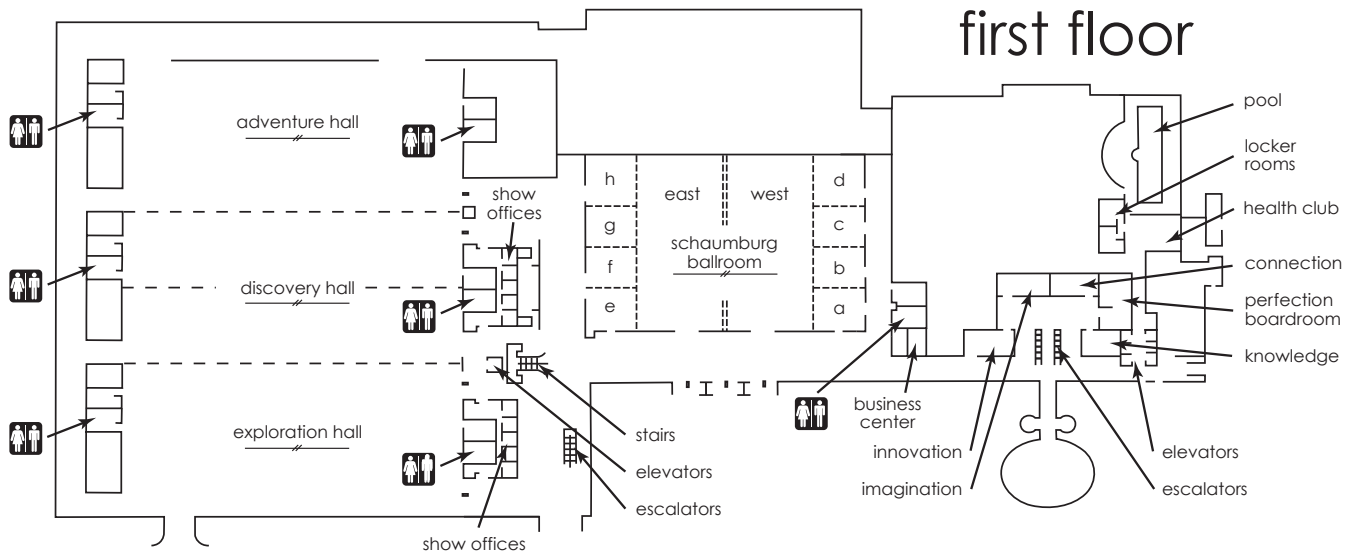 first floor
pool
locker
rooms
health club
connection
perfection
boardroom
knowledge
adventure hall
show
offices
discovery hall
exploration hall
h
g
f
e
east
west
schaumburg
ballroom
d
c
b
a
stairs
elevators
escalators
show offices
business
center
innovation
imagination
elevators
escalators